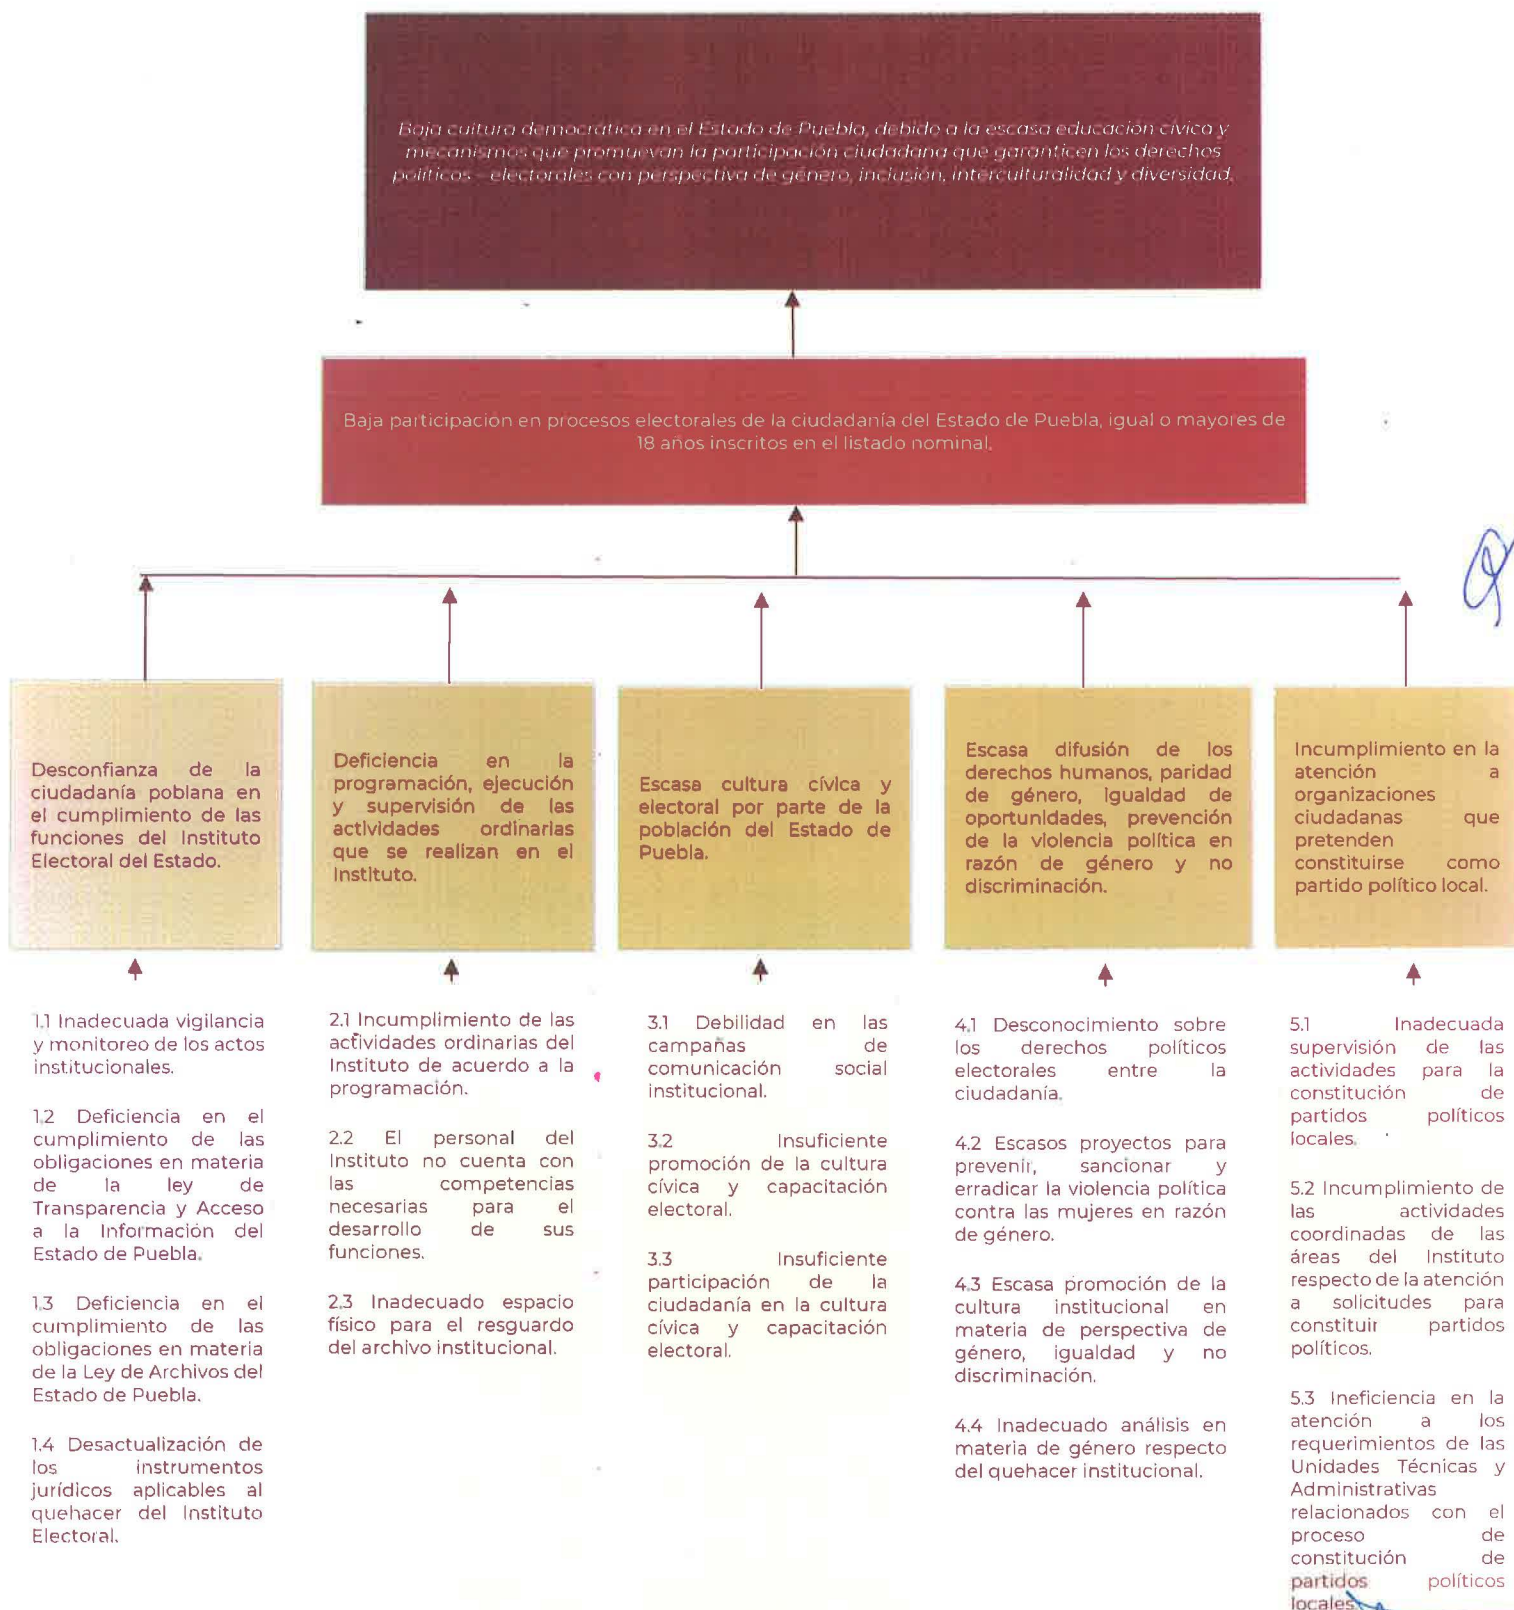 Baja cultura democrática en el Estado de Puebla, debido a la escasa educación cívica y
mecanismos que promuevan la participación ciudadana que garanticen los derechos
políticos – electorales con perspectiva de género, inclusión, interculturalidad y diversidad.
Baja participación en procesos electorales de la ciudadanía del Estado de Puebla, igual o mayores de
18 años inscritos en el listado nominal.
Desconfianza de la
ciudadanía poblana en
el cumplimiento de las
funciones del Instituto
Electoral del Estado.
Deficiencia en la
programación, ejecución
y supervisión de las
actividades ordinarias
que se realizan en el
Instituto.
Escasa cultura cívica y
electoral por parte de la
población del Estado de
Puebla.
Escasa difusión de los
derechos humanos, paridad
de género, igualdad de
oportunidades, prevención
de la violencia política en
razón de género y no
discriminación.
Incumplimiento en la
atención a
organizaciones
ciudadanas que
pretenden
constituirse como
partido político local.
1.1 Inadecuada vigilancia
y monitoreo de los actos
institucionales.
1.2 Deficiencia en el
cumplimiento de las
obligaciones en materia
de la ley de
Transparencia y Acceso
a la Información del
Estado de Puebla.
1.3 Deficiencia en el
cumplimiento de las
obligaciones en materia
de la Ley de Archivos del
Estado de Puebla.
1.4 Desactualización de
los instrumentos
jurídicos aplicables al
quehacer del Instituto
Electoral.
2.1 Incumplimiento de las
actividades ordinarias del
Instituto de acuerdo a la
programación.
2.2 El personal del
Instituto no cuenta con
las competencias
necesarias para el
desarrollo de sus
funciones.
2.3 Inadecuado espacio
físico para el resguardo
del archivo institucional.
3.1 Debilidad en las
campañas de
comunicación social
institucional.
3.2 Insuficiente
promoción de la cultura
cívica y capacitación
electoral.
3.3 Insuficiente
participación de la
ciudadanía en la cultura
cívica y capacitación
electoral.
4.1 Desconocimiento sobre
los derechos políticos
electorales entre la
ciudadanía.
4.2 Escasos proyectos para
prevenir, sancionar y
erradicar la violencia política
contra las mujeres en razón
de género.
4.3 Escasa promoción de la
cultura institucional en
materia de perspectiva de
género, igualdad y no
discriminación.
4.4 Inadecuado análisis en
materia de género respecto
del quehacer institucional.
5.1 Inadecuada
supervisión de las
actividades para la
constitución de
partidos políticos
locales.
5.2 Incumplimiento de
las actividades
coordinadas de las
áreas del Instituto
respecto de la atención
a solicitudes para
constituir partidos
políticos.
5.3 Ineficiencia en la
atención a los
requerimientos de las
Unidades Técnicas y
Administrativas
relacionados con el
proceso de
constitución de
partidos políticos
locales.